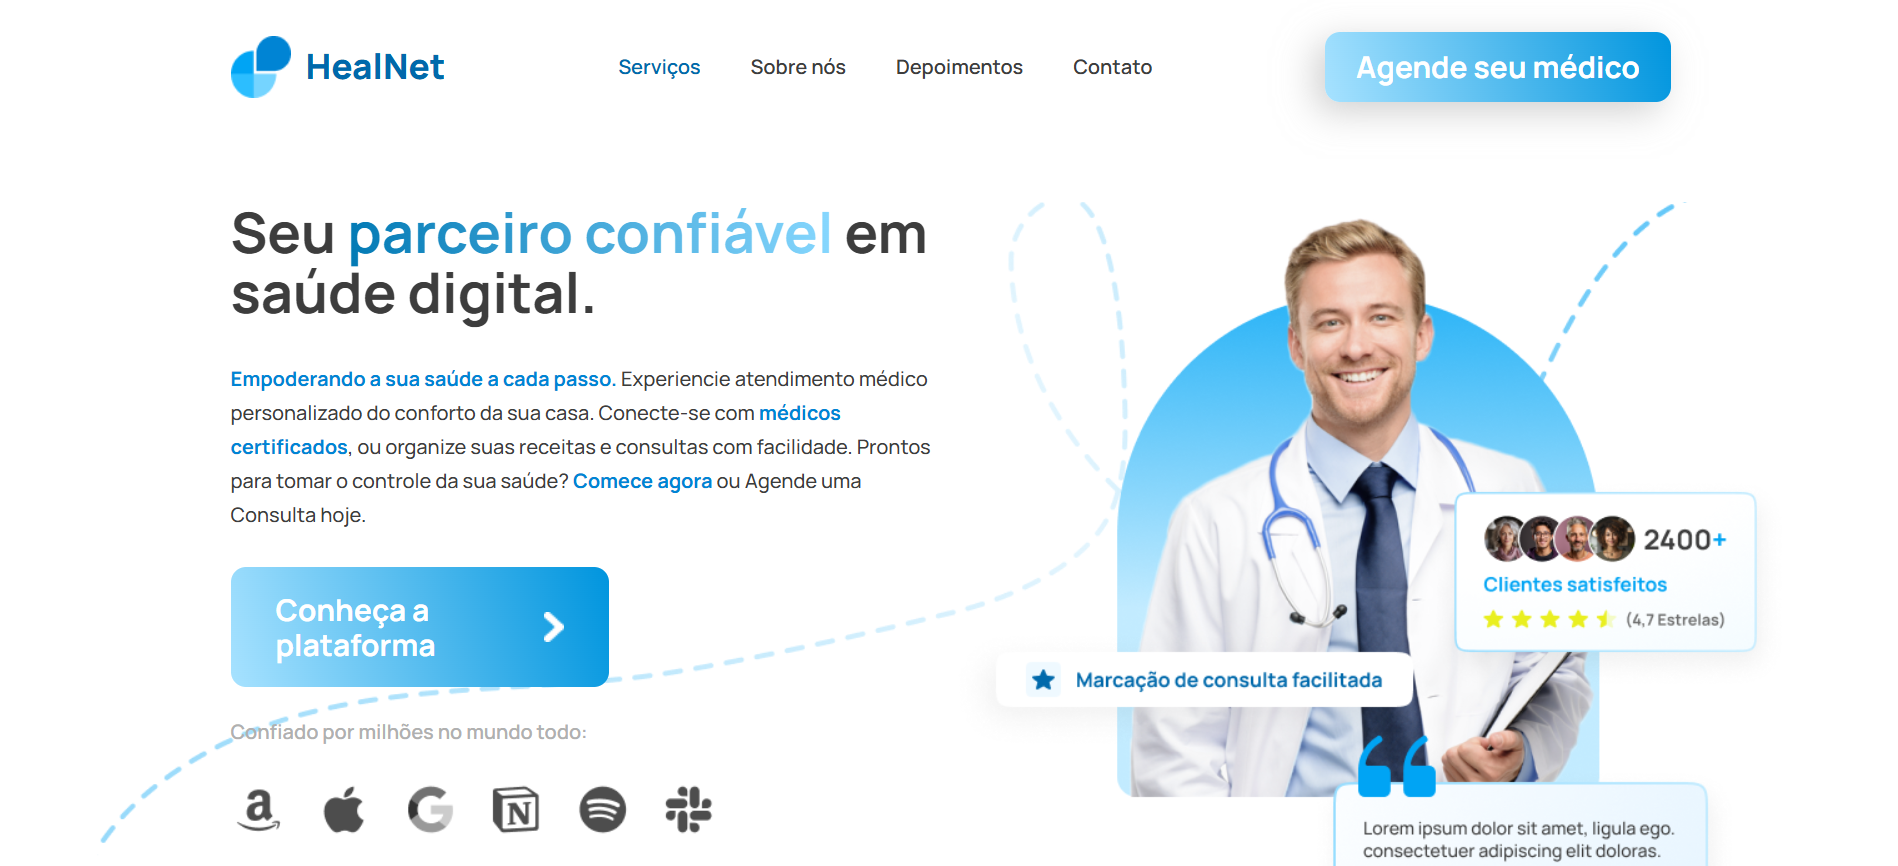 HealNet
Serviços
Sobre nós
Depoimentos
Contato
Agende seu médico
Seu parceiro confiável em
saúde digital.
Empoderando a sua saúde a cada passo. Experiencie atendimento médico
personalizado do conforto da sua casa. Conecte-se com médicos
certificados, ou organize suas receitas e consultas com facilidade. Prontos
para tomar o controle da sua saúde? Comece agora ou Agende uma
Consulta hoje.
Conheça a
plataforma
Confiado por milhões no mundo todo:
2400+
Clientes satisfeitos
(4,7 Estrelas)
Marcação de consulta facilitada
Lorem ipsum dolor sit amet, ligula ego.
consectetuer adipiscing elit doloras.